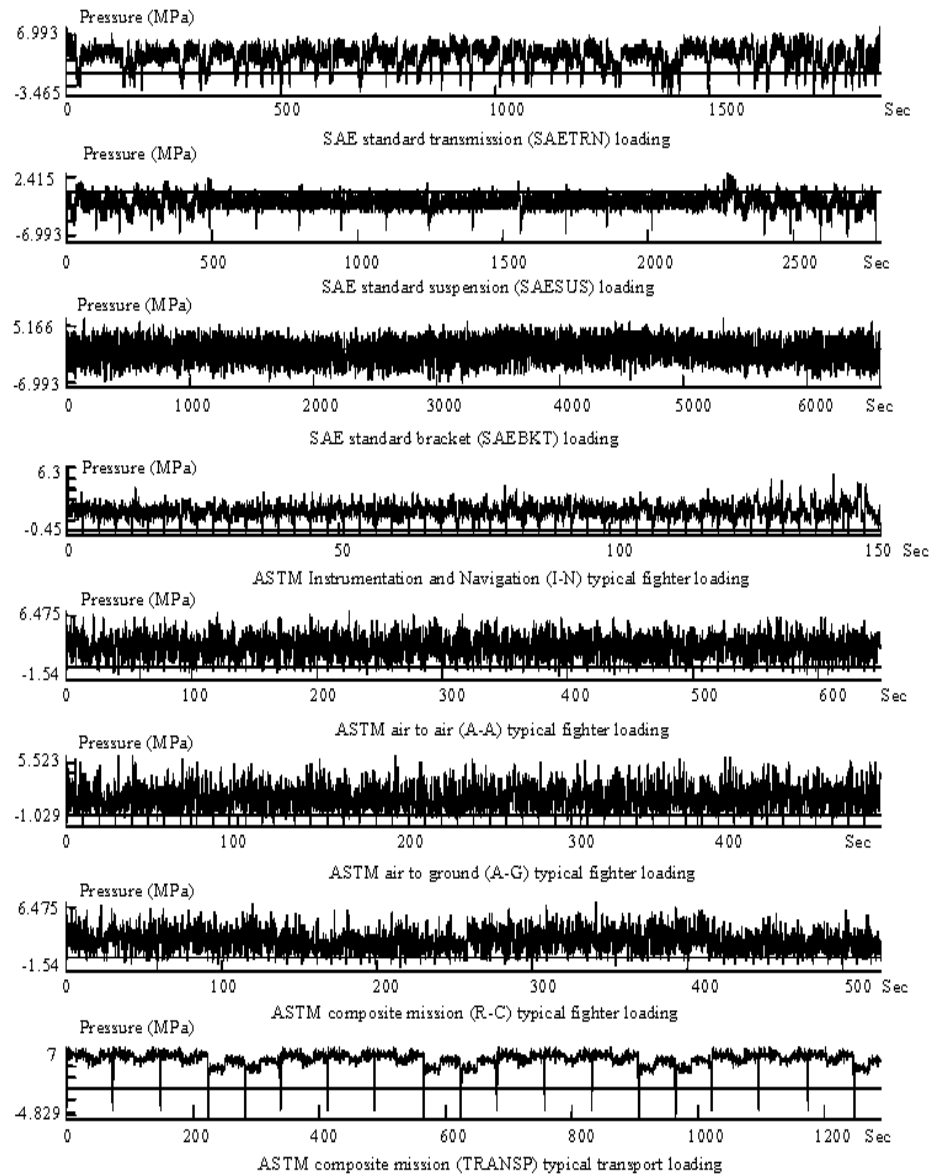 Pressure (MPa)
6.993
-3.465
0 500 1000 1500 Sec
SAE standard transmission (SAETRN) loading
Pressure (MPa)
2.415
-6.993
0 500 1000 1500 2000 2500 Sec
SAE standard suspension (SAESUS) loading
Pressure (MPa)
5.166
-6.993
0 1000 2000 3000 4000 5000 6000 Sec
SAE standard bracket (SAEBKT) loading
Pressure (MPa)
6.3
-0.45
0 50 100 150 Sec
ASTM Instrumentation and Navigation (I-N) typical fighter loading
Pressure (MPa)
6.475
-1.54
0 100 200 300 400 500 600 Sec
ASTM air to air (A-A) typical fighter loading
Pressure (MPa)
5.523
-1.029
0 100 200 300 400 Sec
ASTM air to ground (A-G) typical fighter loading
Pressure (MPa)
6.475
-1.54
0 100 200 300 400 500 Sec
ASTM composite mission (R-C) typical fighter loading
Pressure (MPa)
7
-4.829
0 200 400 600 800 1000 1200 Sec
ASTM composite mission (TRANSP) typical transport loading